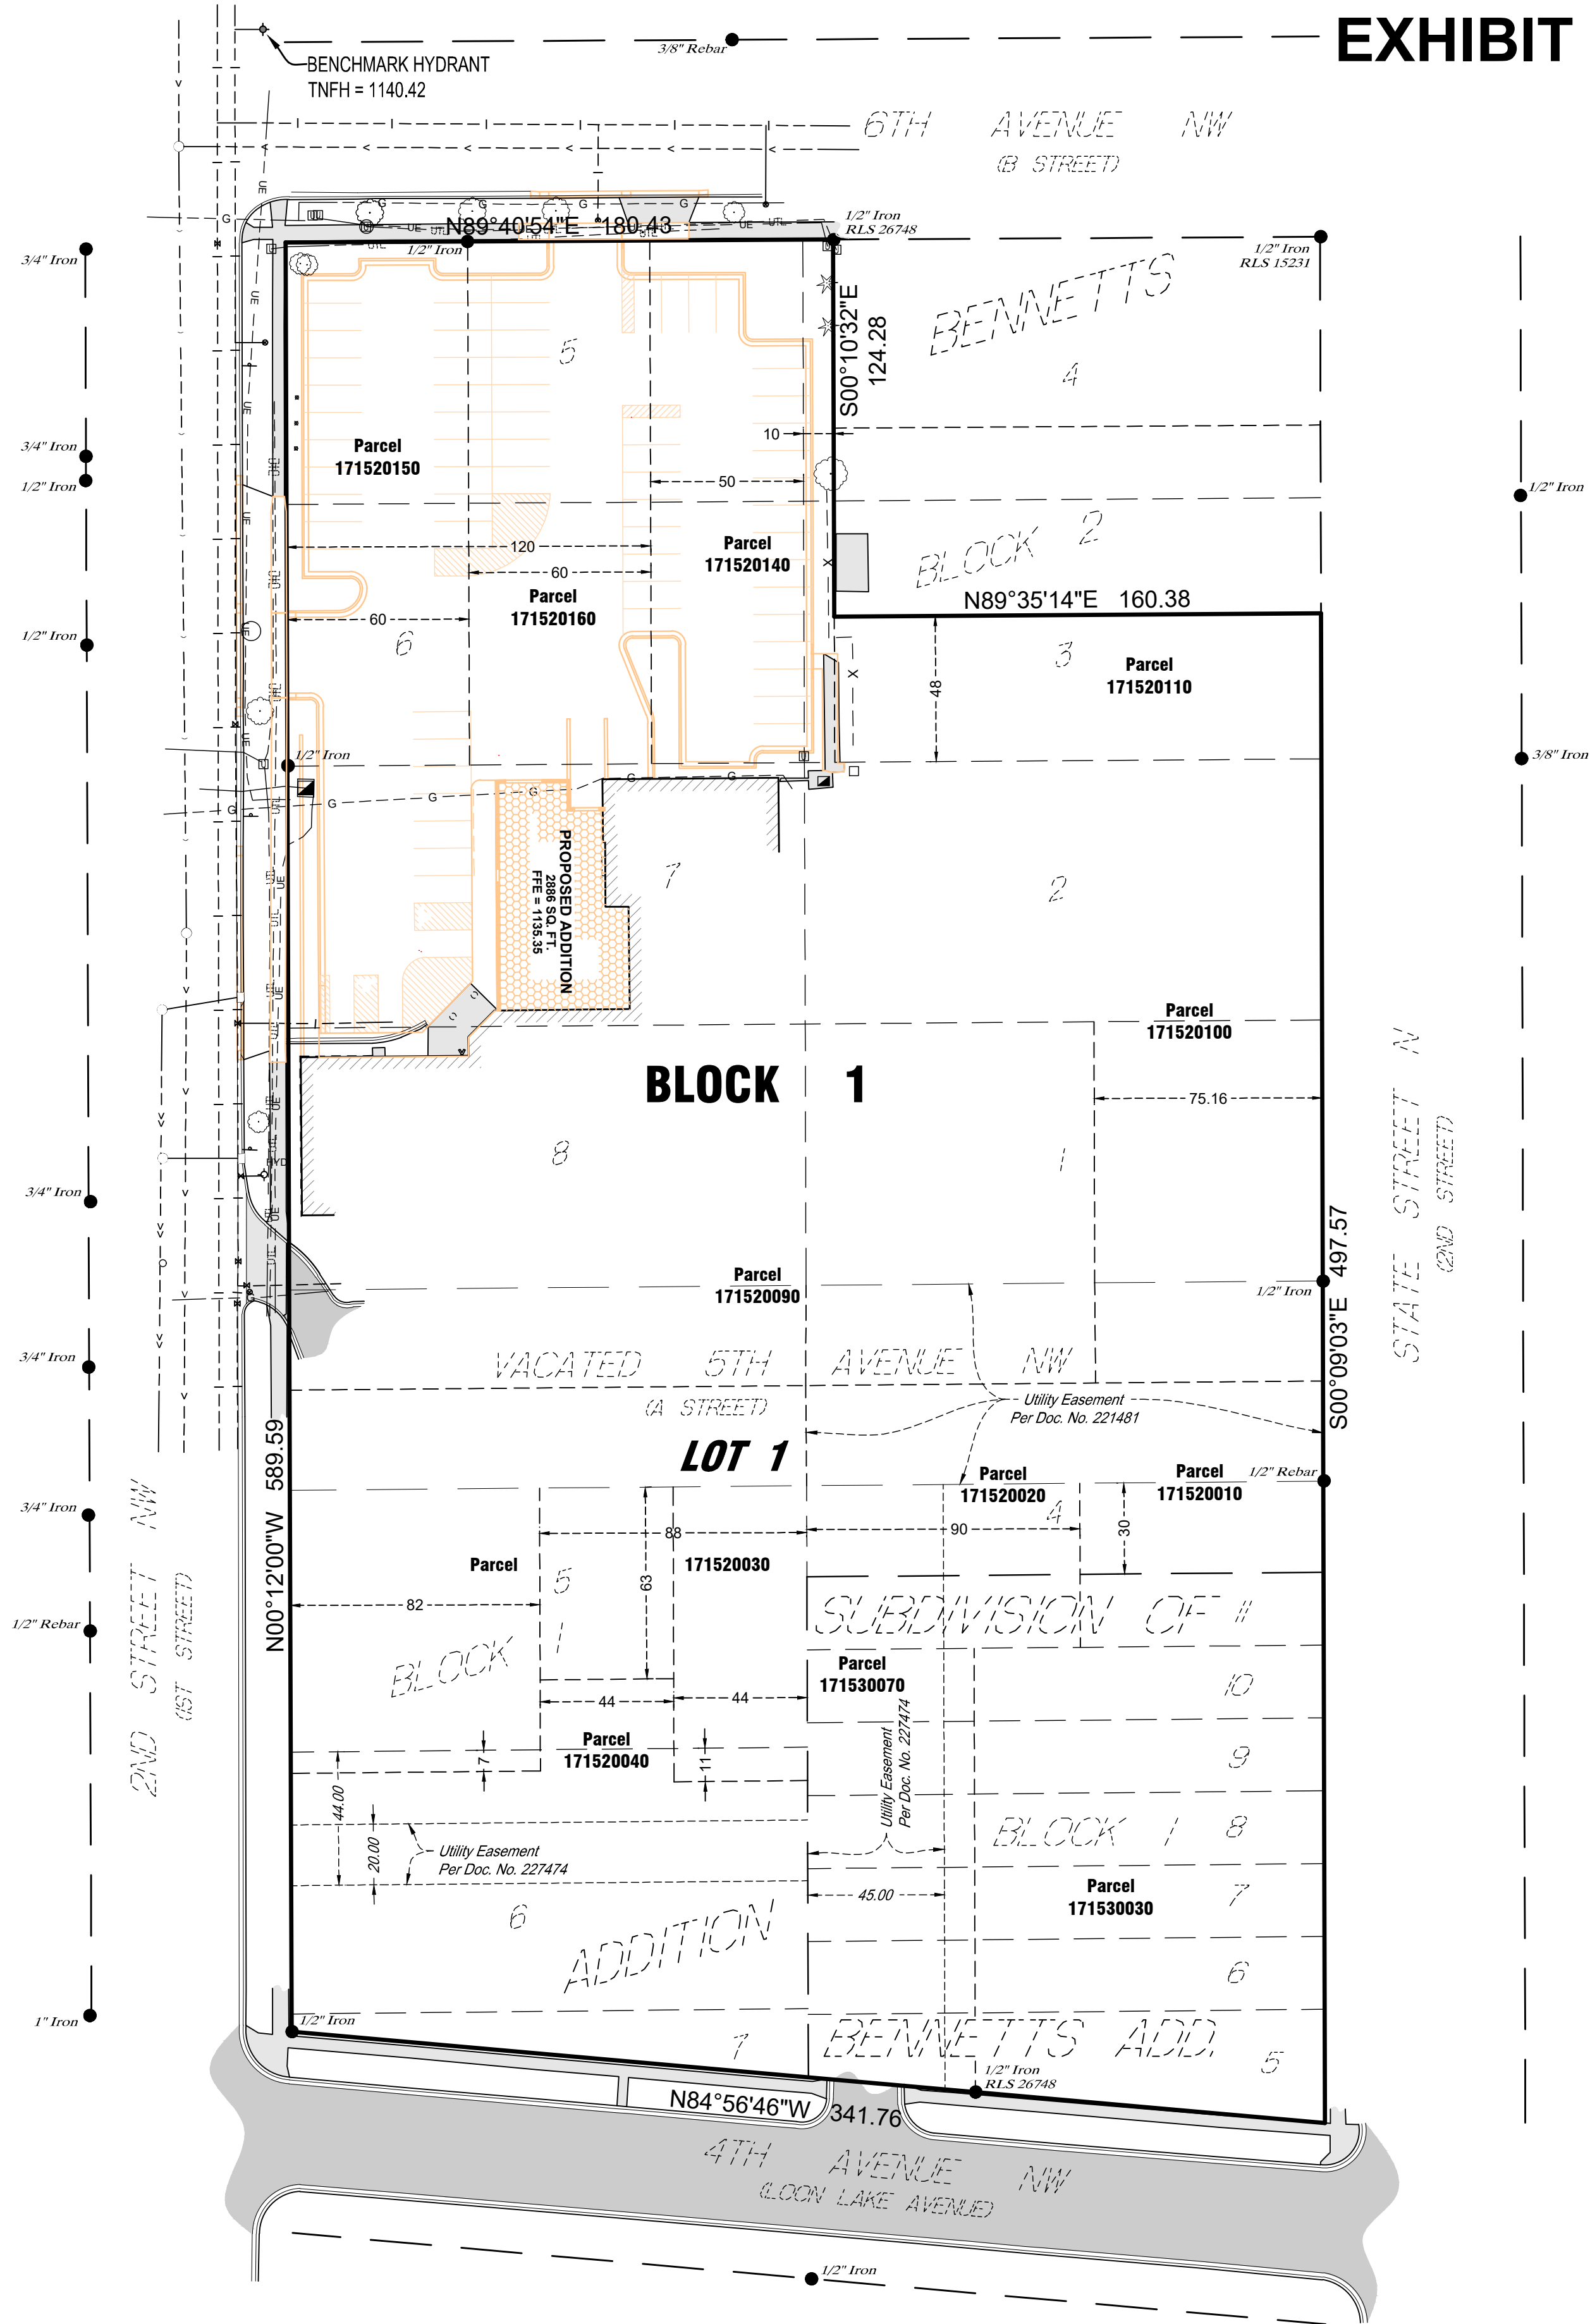 EXHIBIT
3/8" Rebar
BENCHMARK HYDRANT
TNFH = 1140.42
6TH AVENUE NW
(B STREET)
N89°40'54"E 180.43
1/2" Iron
RLS 26748
1/2" Iron
1/2" Iron
RLS 15231
3/4" Iron
BENNETTS
S00°10'32"E
124.28
5
4
3/4" Iron
1/2" Iron
Parcel
171520150
10
50
1/2" Iron
BLOCK 2
120
60
60
Parcel
171520140
Parcel
171520160
N89°35'14"E 160.38
1/2" Iron
6
3
48
Parcel
171520110
1/2" Iron
3/8" Iron
PROPOSED ADDITION
2886 SQ. FT.
FFE = 1135.35
7
2
Parcel
171520100
BLOCK 1
75.16
8
1
3/4" Iron
HYD
STATE STREET N
(2ND STREET)
S00°09'03"E 497.57
Parcel
171520090
1/2" Iron
3/4" Iron
VACATED 5TH AVENUE NW
(A STREET)
Utility Easement
Per Doc. No. 221481
LOT 1
N00°12'00"W 589.59
2ND STREET NW
(1ST STREET)
3/4" Iron
Parcel
171520020
Parcel
171520010
1/2" Rebar
4
88
90
30
Parcel
171520030
5
63
82
1/2" Rebar
SUBDIVISION OF
11
BLOCK 1
Parcel
171530070
10
44
44
Parcel
171520040
7
11
9
44.00
20.00
Utility Easement
Per Doc. No. 227474
Utility Easement
Per Doc. No. 227474
BLOCK 1
8
45.00
Parcel
171530030
7
6
ADDITION
6
1" Iron
1/2" Iron
7
BENNETTS ADD.
5
1/2" Iron
RLS 26748
N84°56'46"W 341.76
4TH AVENUE NW
(LOON LAKE AVENUE)
1/2" Iron